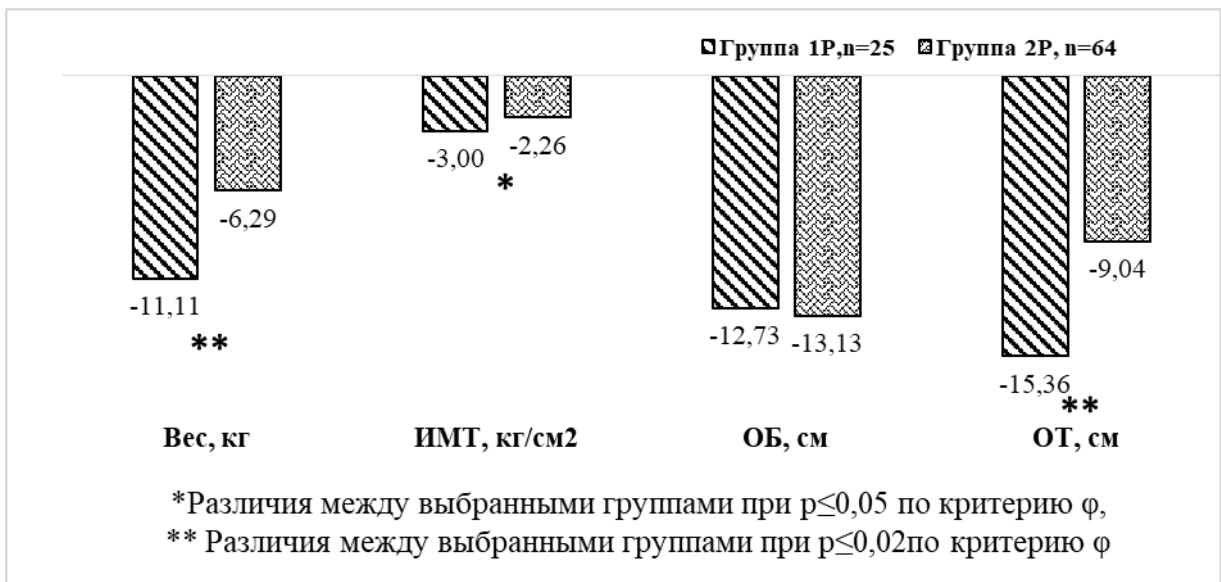 Группа 1Р,n=25 Группа 2Р, n=64
-3,00 -2,26
*
-6,29
-9,04
-11,11
-12,73 -13,13
**
-15,36
**
Вес, кг ИМТ, кг/см2 ОБ, см ОТ, см
*Различия между выбранными группами при p≤0,05 по критерию φ,
** Различия между выбранными группами при p≤0,02по критерию φ